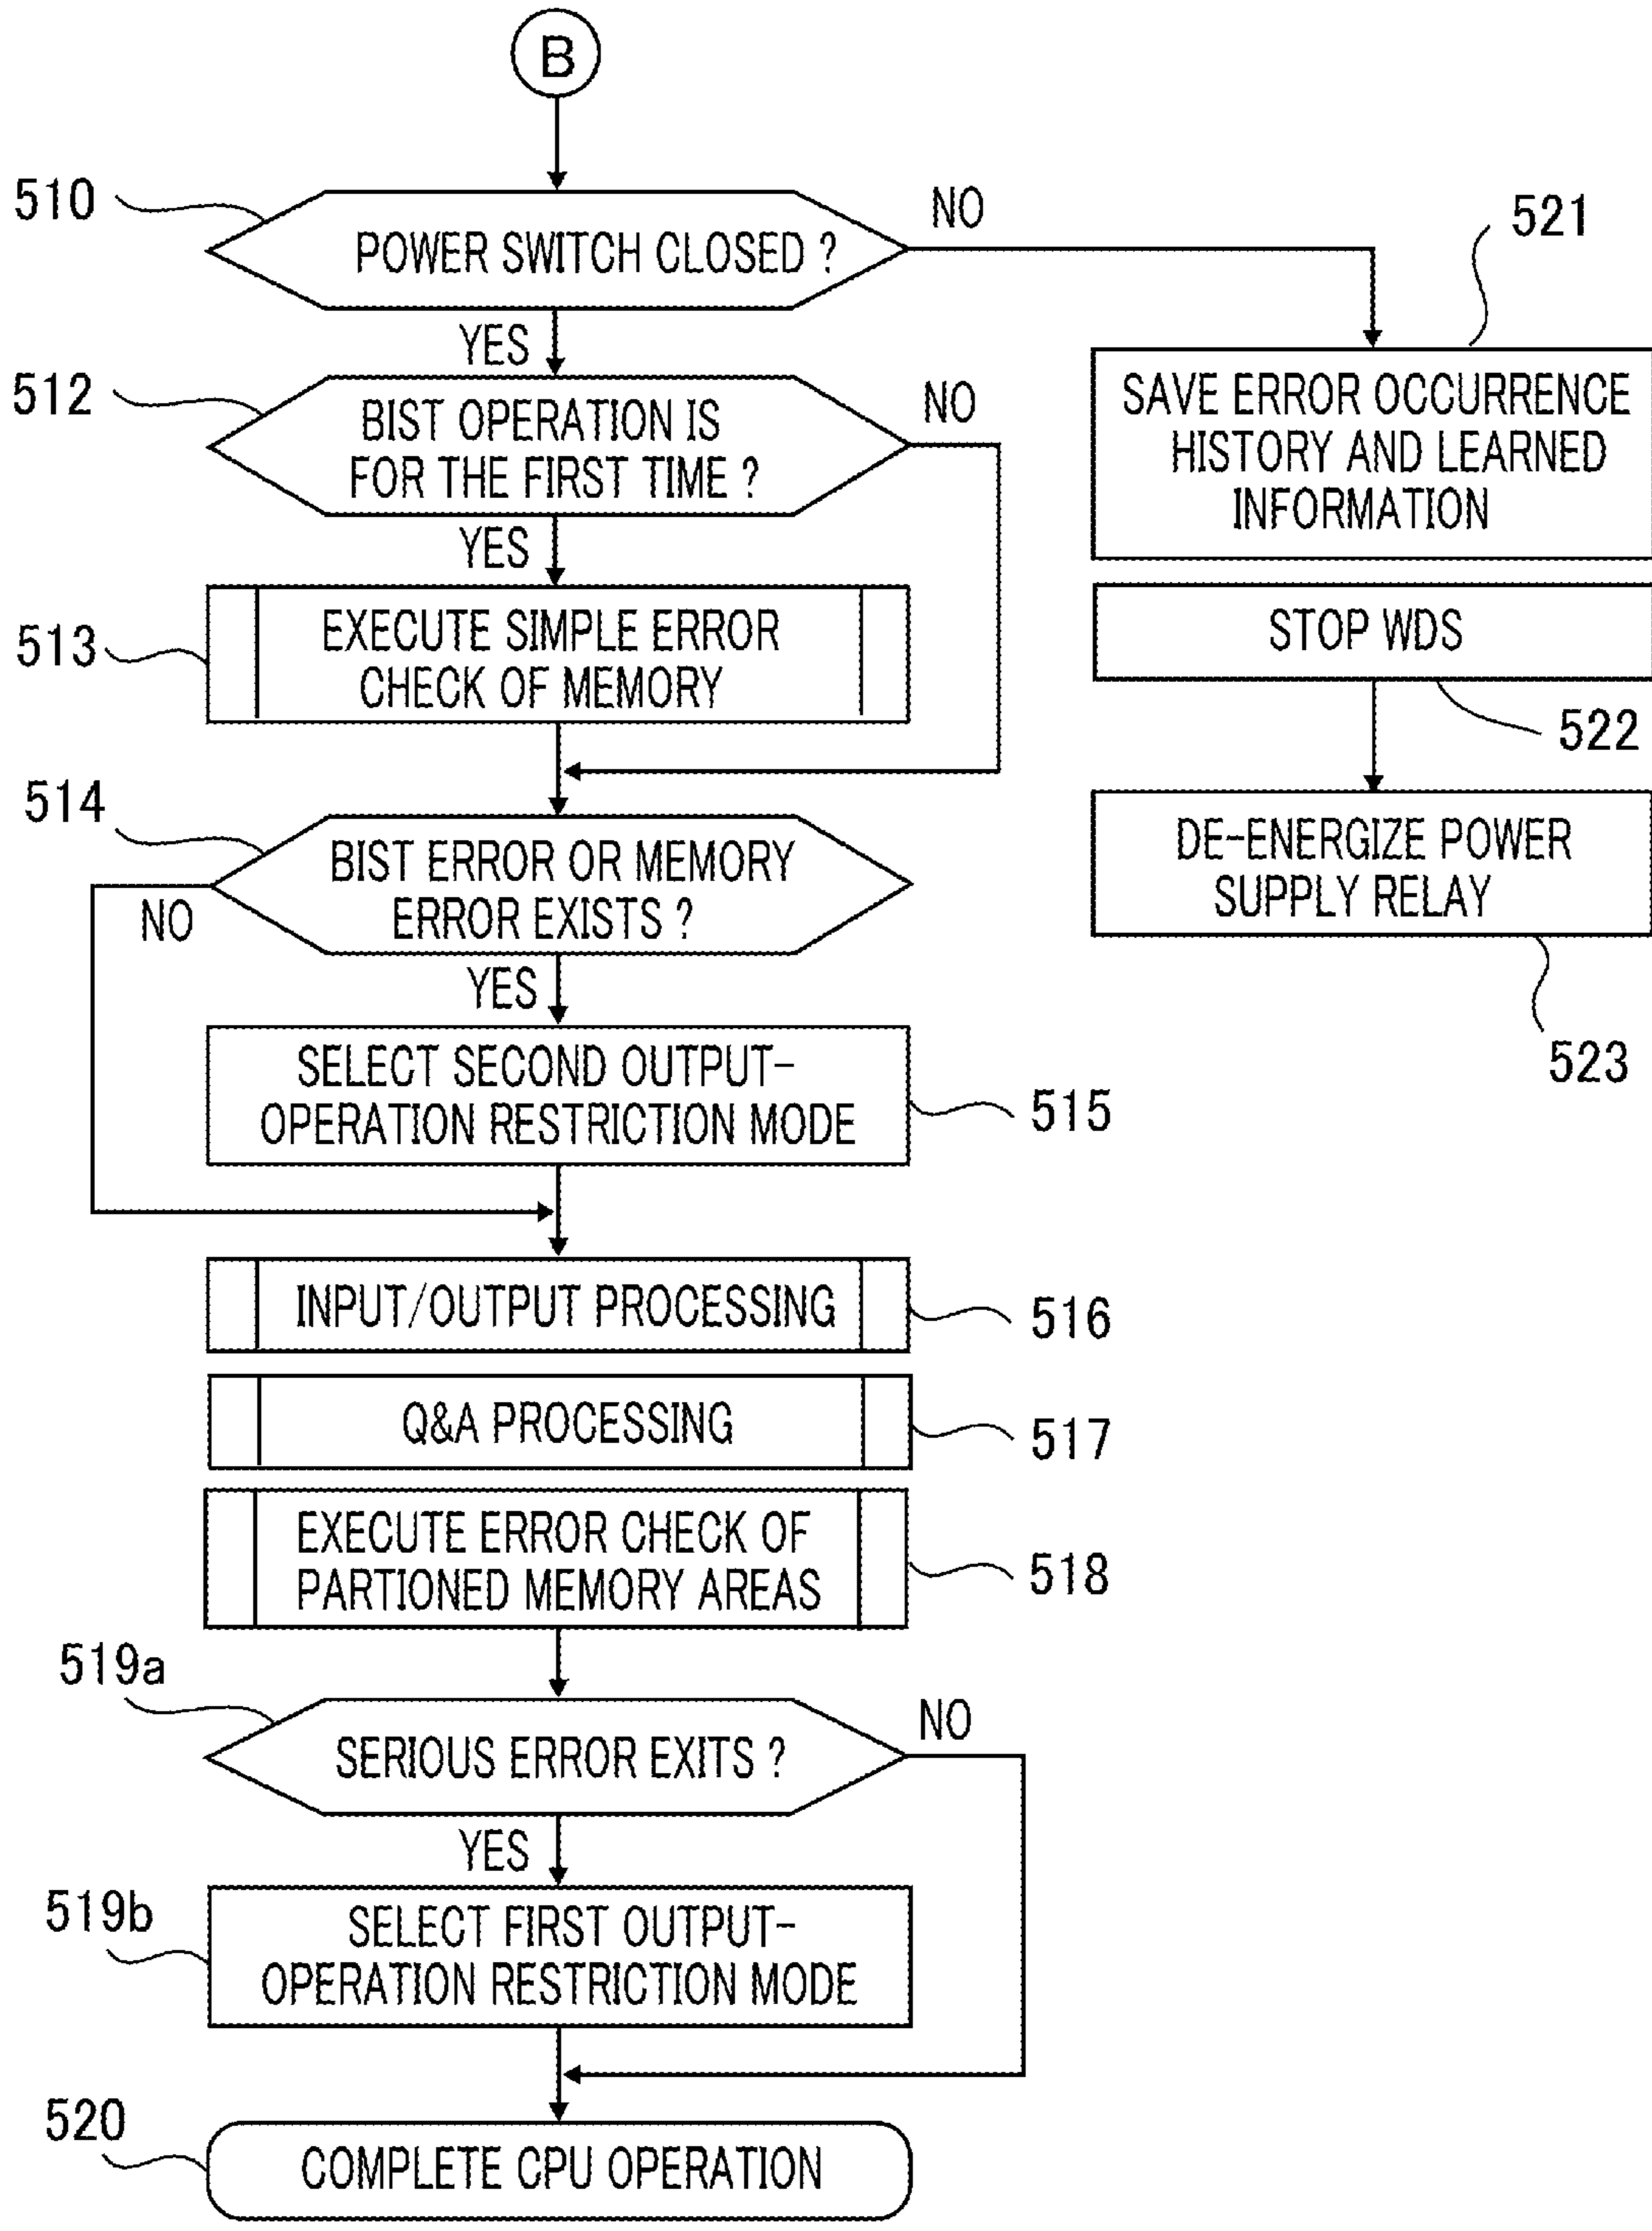 B
510
POWER SWITCH CLOSED ?
NO
YES
521
SAVE ERROR OCCURRENCE
HISTORY AND LEARNED
INFORMATION
512
BIST OPERATION IS
FOR THE FIRST TIME ?
NO
YES
STOP WDS
522
513
EXECUTE SIMPLE ERROR
CHECK OF MEMORY
DE-ENERGIZE POWER
SUPPLY RELAY
523
514
BIST ERROR OR MEMORY
ERROR EXISTS ?
NO
YES
SELECT SECOND OUTPUT-
OPERATION RESTRICTION MODE
515
INPUT/OUTPUT PROCESSING
516
Q&A PROCESSING
517
EXECUTE ERROR CHECK OF
PARTIONED MEMORY AREAS
518
519a
SERIOUS ERROR EXITS ?
NO
YES
519b
SELECT FIRST OUTPUT-
OPERATION RESTRICTION MODE
520
COMPLETE CPU OPERATION